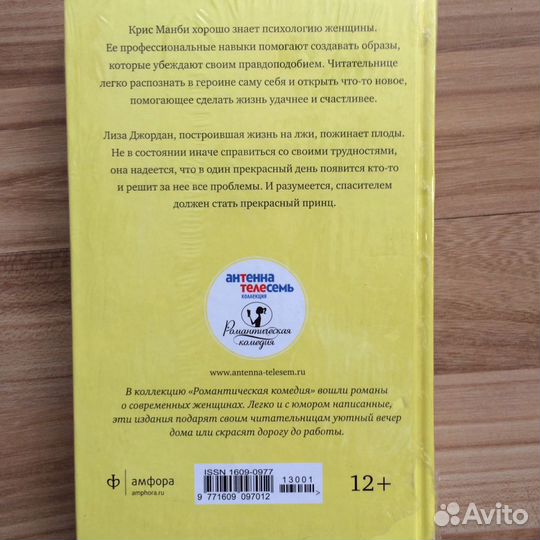 Крис Манби хорошо знает психологию женщины.
Ее профессиональные навыки помогают создавать образы,
которые убеждают своим правдоподобием. Читательнице
легко распознать в героине саму себя и открыть что-то новое,
помогающее сделать жизнь удачнее и счастливее.
Лиза Джордан, построившая жизнь на лжи, пожинает плоды.
Не в состоянии иначе справиться со своими трудностями,
она надеется, что в один прекрасный день появится кто-то
и решит за нее все проблемы. И разумеется, спасителем
должен стать прекрасный принц.
антенна
телесемь
КОЛЛЕКЦИЯ
Романтическая
комедия
www.antenna-telesem.ru
В коллекцию «Романтическая комедия» вошли романы
о современных женщинах. Легко и с юмором написанные,
эти издания подарят своим читательницам уютный вечер
дома или скрасят дорогу до работы.
ф амфора
amphora.ru
ISSN 1609-0977
13001
9 771609 097012 >
12+
Avito